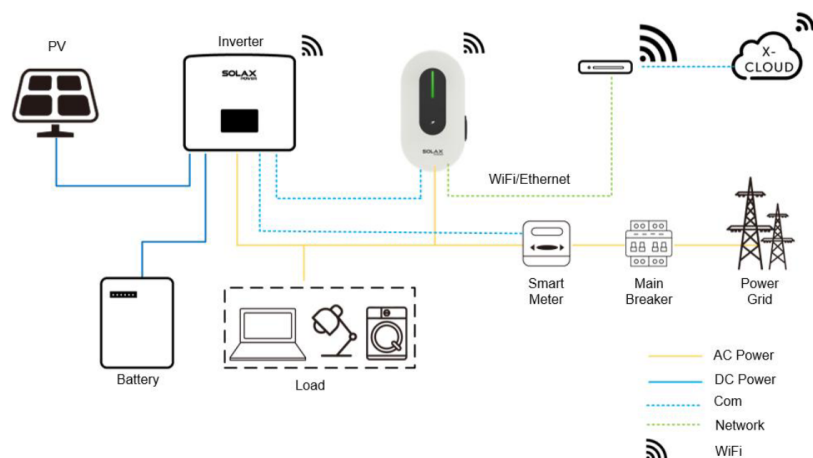 PV
Inverter
SOLAX
POWER
X-
CLOUD
SOLAX
WiFi/Ethernet
Smart
Meter
Main
Breaker
Power
Grid
Battery
Load
AC Power
DC Power
Com
Network
WiFi